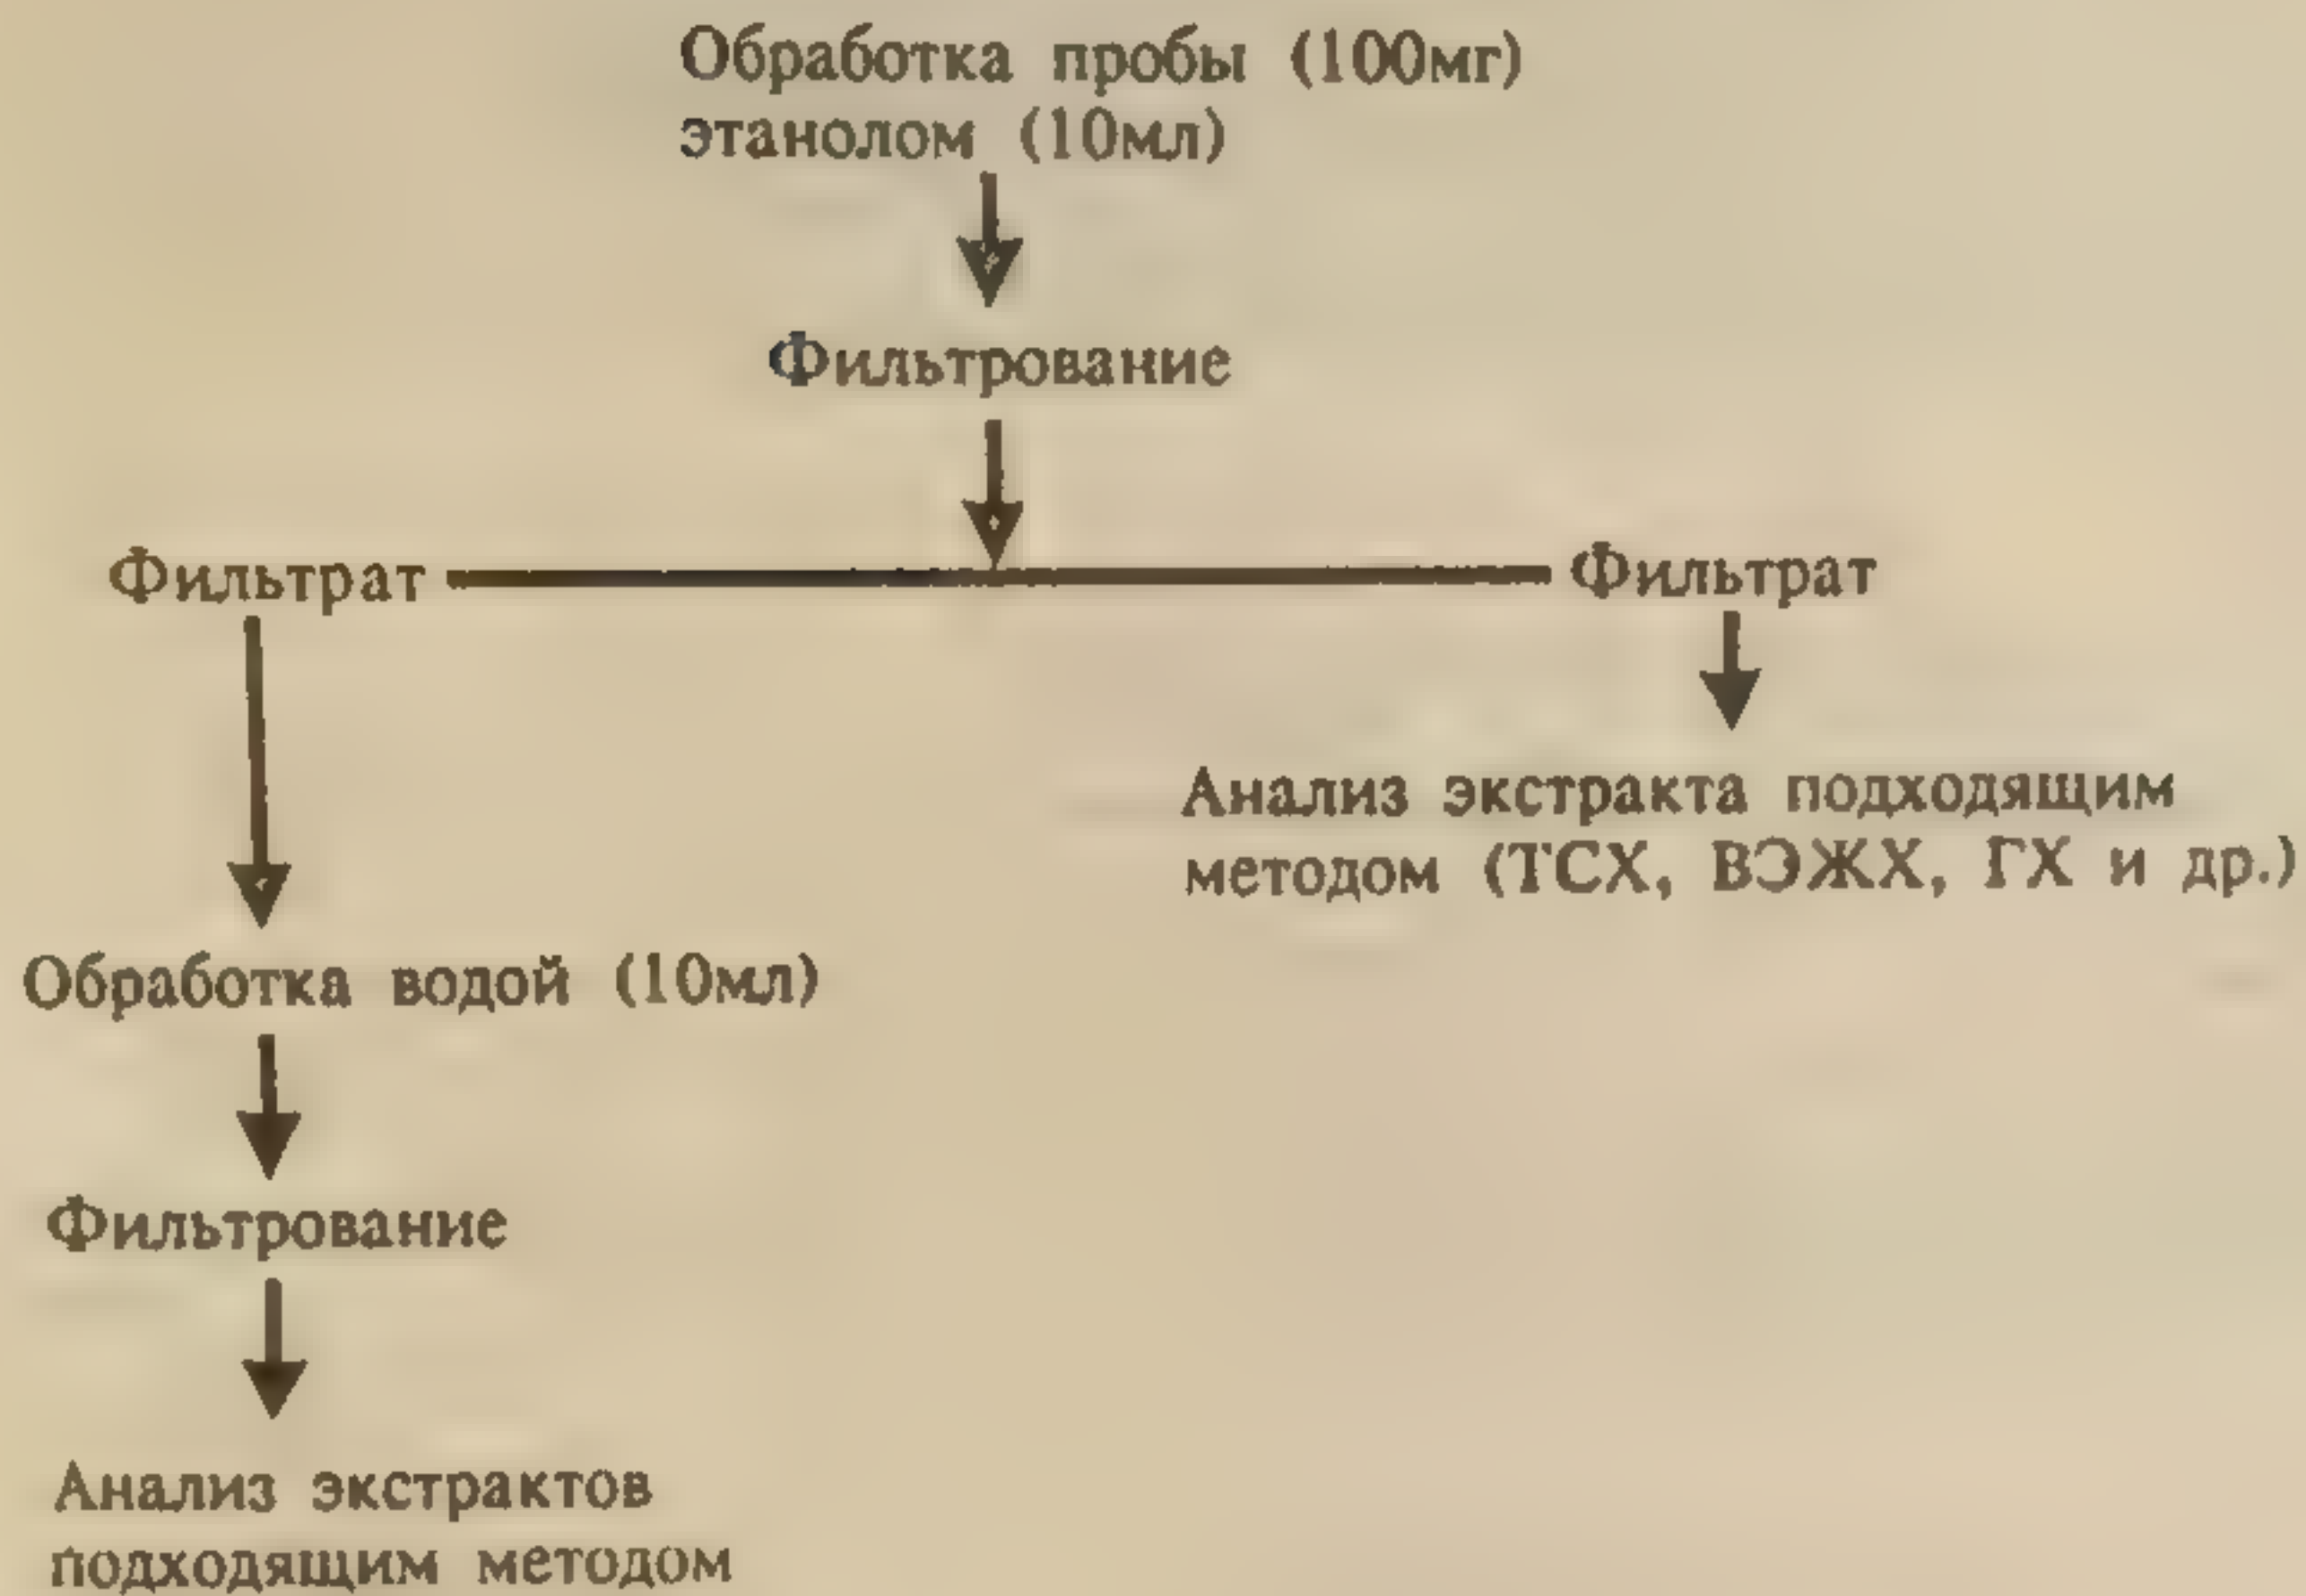 Обработка пробы (100мг)
этанолом (10мл)
Фильтрование
Фильтрат
Фильтрат
Анализ экстракта подходящим
методом (ТСХ, ВЭЖХ, ГХ и др.)
Обработка водой (10мл)
Фильтрование
Анализ экстрактов
подходящим методом